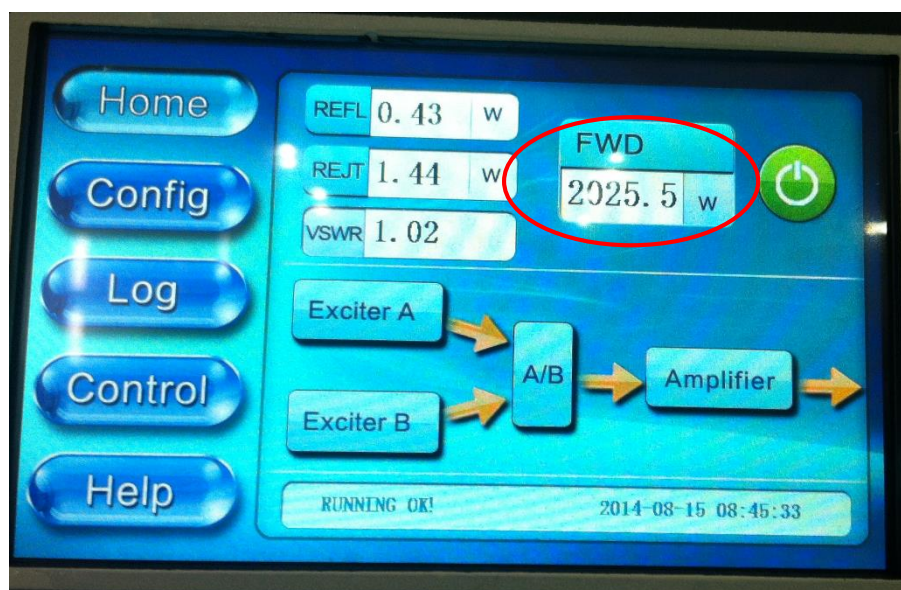 Home
Config
Log
Control
Help
REFL 0.43 W
REJT 1.44 W
VSWR 1.02
FWD
2025.5 W
Exciter A
Exciter B
A/B
Amplifier
RUNNING OK! 2014-08-15 08:45:33